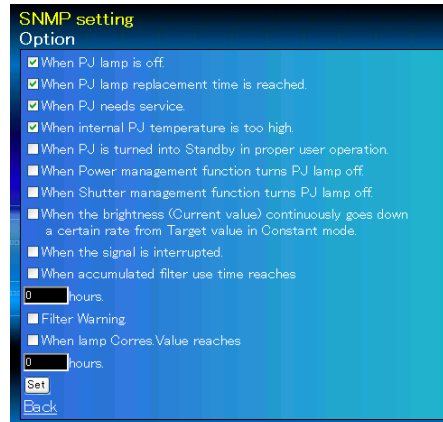 SNMP setting
Option
When PJ lamp is off.
When PJ lamp replacement time is reached.
When PJ needs service.
When internal PJ temperature is too high.
When PJ is turned into Standby in proper user operation.
When Power management function turns PJ lamp off.
When Shutter management function turns PJ lamp off.
When the brightness (Current value) continuously goes down
a certain rate from Target value in Constant mode.
When the signal is interrupted.
When accumulated filter use time reaches
0 hours.
Filter Warning.
When lamp Corres.Value reaches
0 hours.
Set
Back